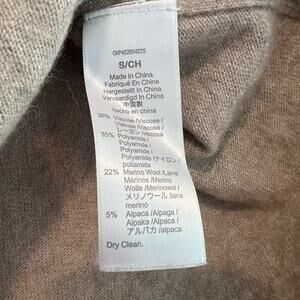 S/CH
Made In China
Fabriqué En Chine
Hergestellt In China
Vervaardigd In China
中国製
hecho en china
38% Viscose /Viscose /
Viscose/Viscose /
レーヨン /viscosa
35% Polyamide /
Polyamide /
Polyamid /
Polyamide /ナイロン /
poliamida
22% Merino Wool /Laine
Mérinos /Merino
Wolle /Merinowol /
メリノウール /lana
merino
5% Alpaca /Alpaga /
Alpaka /Alpaca /
アルパカ /alpaca
Dry Clean.